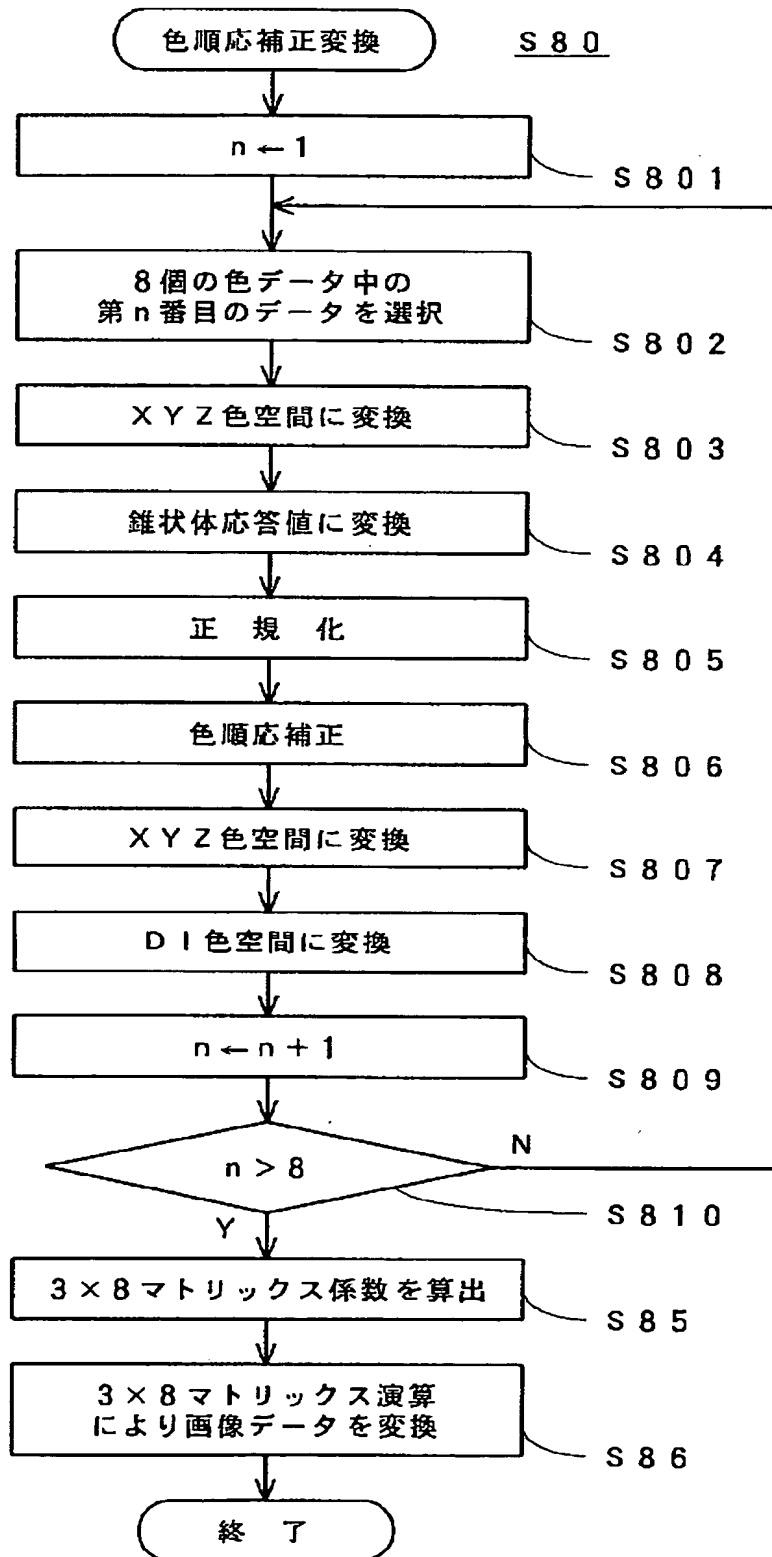 色順応補正変換
S80
n←1
S801
8個の色データ中の
第n番目のデータを選択
S802
XYZ色空間に変換
S803
錐状体応答値に変換
S804
正規化
S805
色順応補正
S806
XYZ色空間に変換
S807
DI色空間に変換
S808
n←n+1
S809
n>8
N
S810
Y
3×8マトリックス係数を算出
S85
3×8マトリックス演算
により画像データを変換
S86
終了